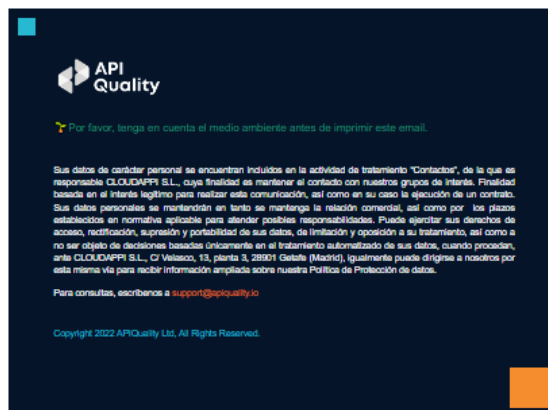 API
Quality
Por favor, tenga en cuenta el medio ambiente antes de imprimir este email.
Sus datos de carácter personal se encuentran incluidos en la actividad de tratamiento "Contactos", de la que es
responsable CLOUDAPPI S.L., cuya finalidad es mantener el contacto con nuestros grupos de interés. Finalidad
basada en el interés legítimo para realizar esta comunicación, así como en su caso la ejecución de un contrato.
Sus datos personales se mantendrán en tanto se mantenga la relación comercial, así como por los plazos
establecidos en normativa aplicable para atender posibles responsabilidades. Puede ejercitar sus derechos de
acceso, rectificación, supresión y portabilidad de sus datos, de limitación y oposición a su tratamiento, así como a
no ser objeto de decisiones basadas únicamente en el tratamiento automatizado de sus datos, cuando procedan,
ante CLOUDAPPI S.L., C/ Velasco, 13, planta 3, 28901 Getafe (Madrid), igualmente puede dirigirse a nosotros por
esta misma vía para recibir información ampliada sobre nuestra Política de Protección de datos.
Para consultas, escríbenos a support@apiquality.io
Copyright 2022 APIQuality Ltd, All Rights Reserved.